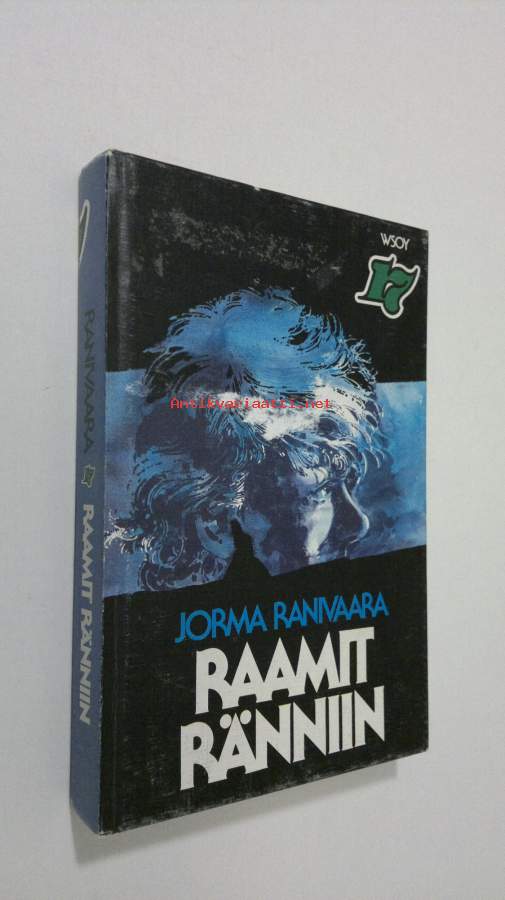 WSOY
17
Antikvariaatti.net
JORMA RANIVAARA
RAAMIT
RÄNNIIN
RANIVAARA 17 RAAMIT RÄNNIIN